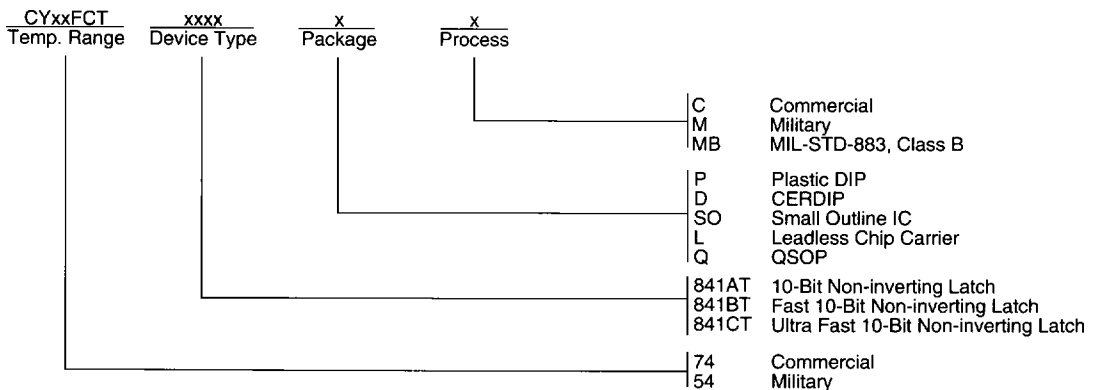 CYxxFCT xxxx x x
Temp. Range Device Type Package Process
C Commercial
M Military
MB MIL-STD-883, Class B
P Plastic DIP
D CERDIP
SO Small Outline IC
L Leadless Chip Carrier
Q QSOP
841AT 10-Bit Non-inverting Latch
841BT Fast 10-Bit Non-inverting Latch
841CT Ultra Fast 10-Bit Non-inverting Latch
74 Commercial
54 Military